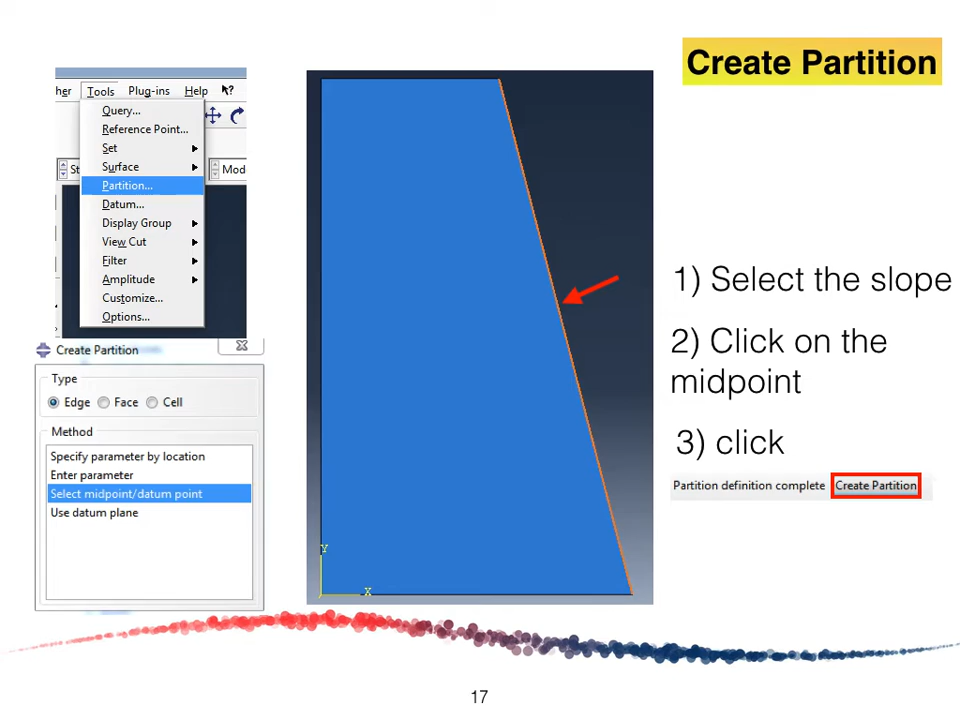 Create Partition
her Tools Plug-ins Help
Query...
Reference Point...
Set
St Surface Mod
Partition...
Datum...
Display Group
View Cut
Filter
Amplitude
Customize...
Options...
Create Partition
Type
Edge Face Cell
Method
Specify parameter by location
Enter parameter
Select midpoint/datum point
Use datum plane
Y
X
1) Select the slope
2) Click on the
midpoint
3) click
Partition definition complete Create Partition
17